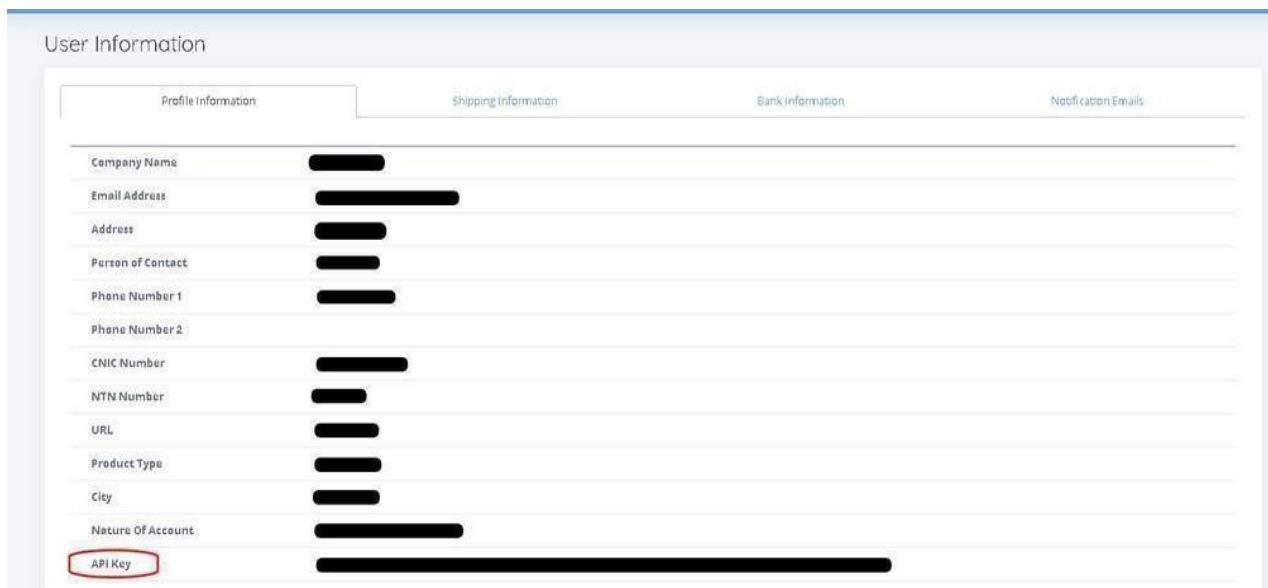 User Information
Profile Information Shipping Information Bank Information Notification Emails
Company Name
Email Address
Address
Person of Contact
Phone Number 1
Phone Number 2
CNIC Number
NTN Number
URL
Product Type
City
Nature Of Account
API Key